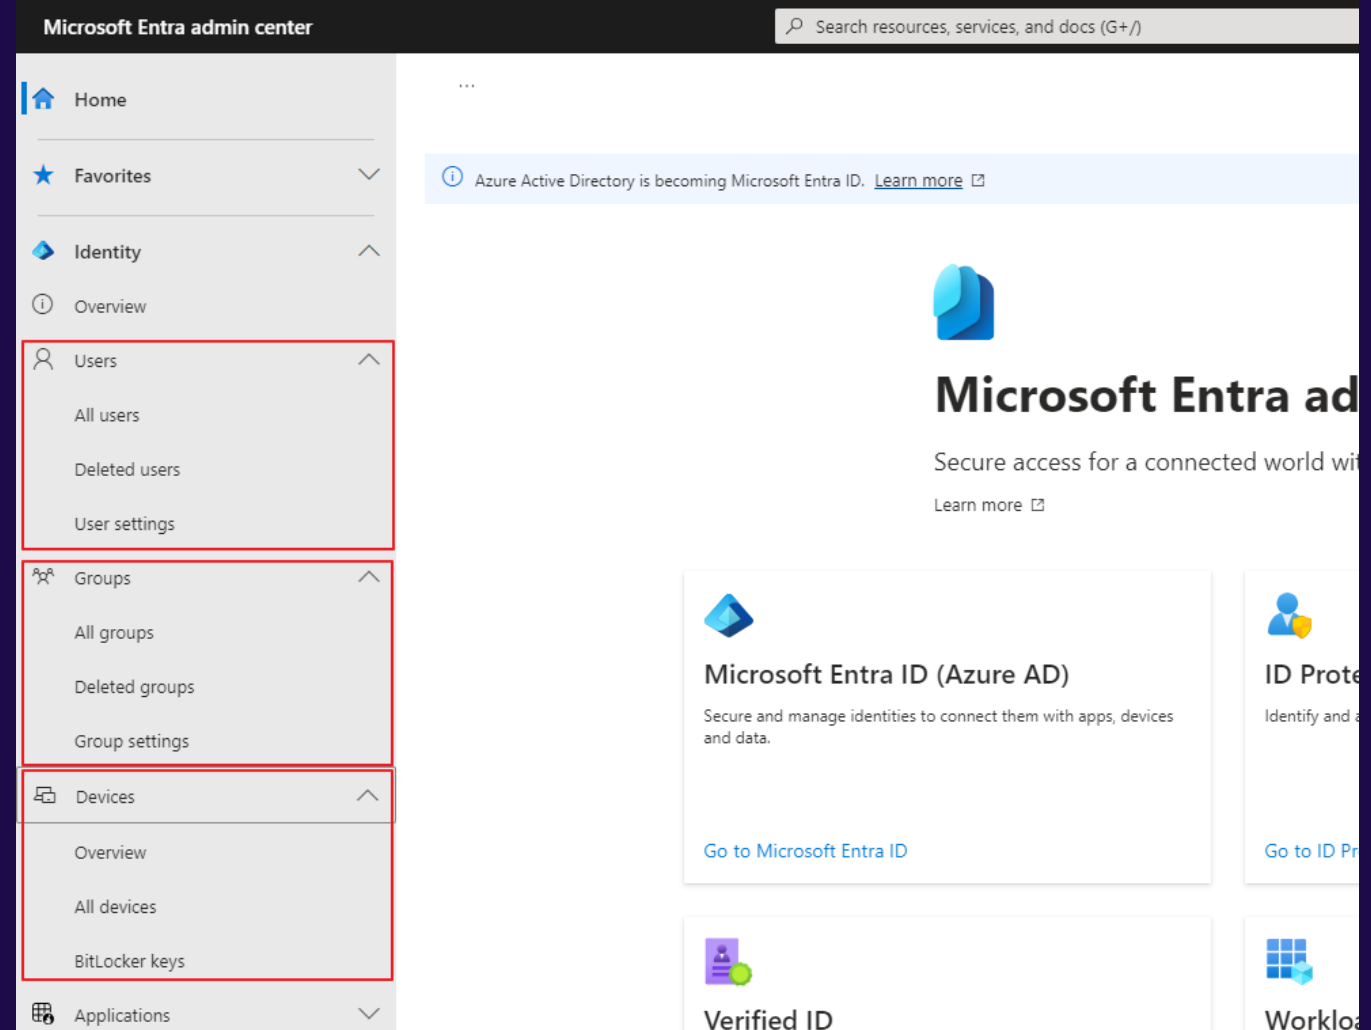 Microsoft Entra admin center
Search resources, services, and docs (G+/)
Home
Favorites
Identity
Overview
Users
All users
Deleted users
User settings
Groups
All groups
Deleted groups
Group settings
Devices
Overview
All devices
BitLocker keys
Applications
...
Azure Active Directory is becoming Microsoft Entra ID. Learn more
Microsoft Entra ad
Secure access for a connected world wit
Learn more
Microsoft Entra ID (Azure AD)
Secure and manage identities to connect them with apps, devices
and data.
Go to Microsoft Entra ID
ID Prote
Identify and a
Go to ID Pr
Verified ID
Workloa